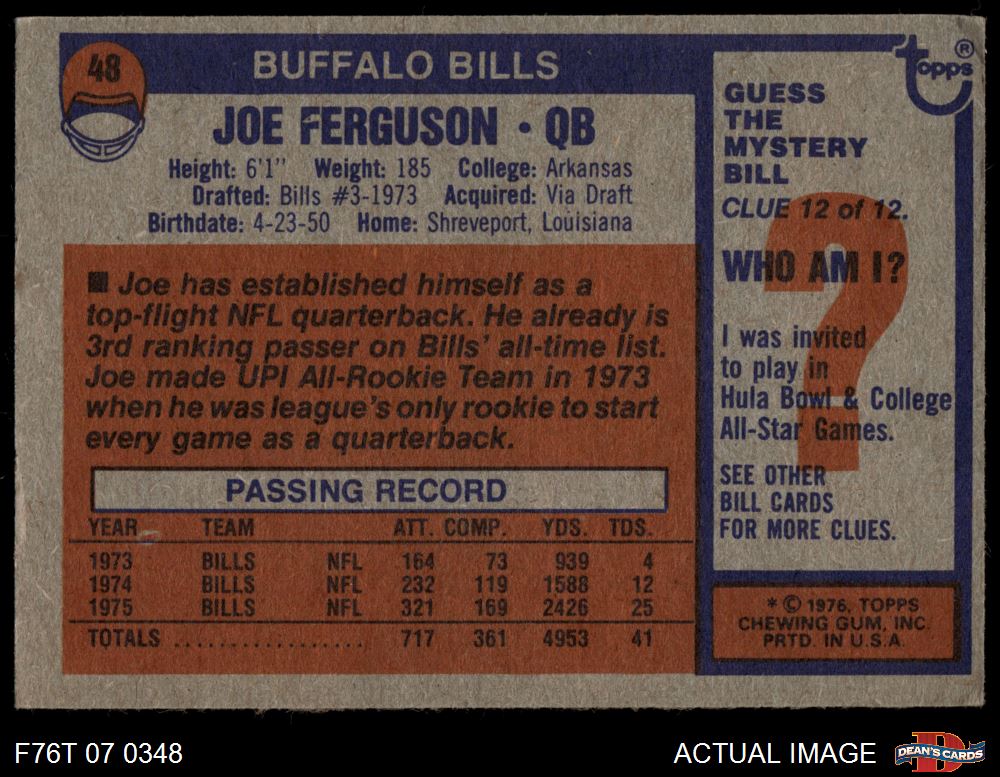 48
BUFFALO BILLS
JOE FERGUSON · QB
Height: 6'1" Weight: 185 College: Arkansas
Drafted: Bills #3-1973 Acquired: Via Draft
Birthdate: 4-23-50 Home: Shreveport, Louisiana
■ Joe has established himself as a
top-flight NFL quarterback. He already is
3rd ranking passer on Bills' all-time list.
Joe made UPI All-Rookie Team in 1973
when he was league's only rookie to start
every game as a quarterback.
PASSING RECORD
YEAR TEAM ATT. COMP. YDS. TDS.
1973 BILLS NFL 164 73 939 4
1974 BILLS NFL 232 119 1588 12
1975 BILLS NFL 321 169 2426 25
TOTALS .................. 717 361 4953 41
topps ®
GUESS
THE
MYSTERY
BILL
CLUE 12 of 12.
?
WHO AM I?
I was invited
to play in
Hula Bowl & College
All-Star Games.
SEE OTHER
BILL CARDS
FOR MORE CLUES.
* © 1976, TOPPS
CHEWING GUM, INC.
PRTD. IN U.S.A.
F76T 07 0348
ACTUAL IMAGE
D
DEAN'S CARDS